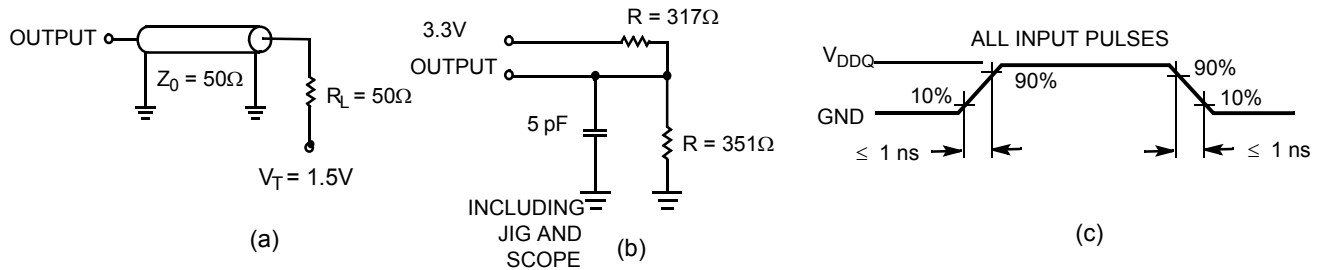 OUTPUT
Z0 = 50Ω
RL = 50Ω
VT = 1.5V
(a)
R = 317Ω
3.3V
OUTPUT
5 pF
R = 351Ω
INCLUDING
JIG AND
SCOPE
(b)
ALL INPUT PULSES
VDDQ
90%
90%
10%
10%
GND
≤ 1 ns
≤ 1 ns
(c)